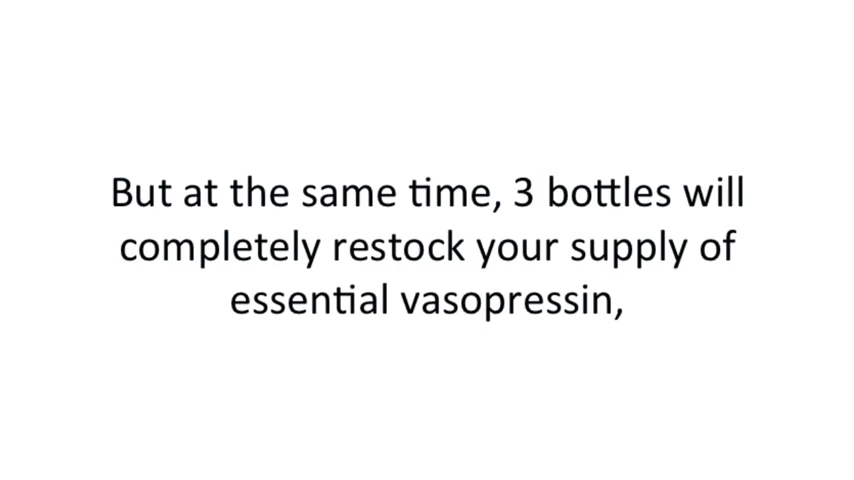 But at the same time, 3 bottles will
completely restock your supply of
essential vasopressin,